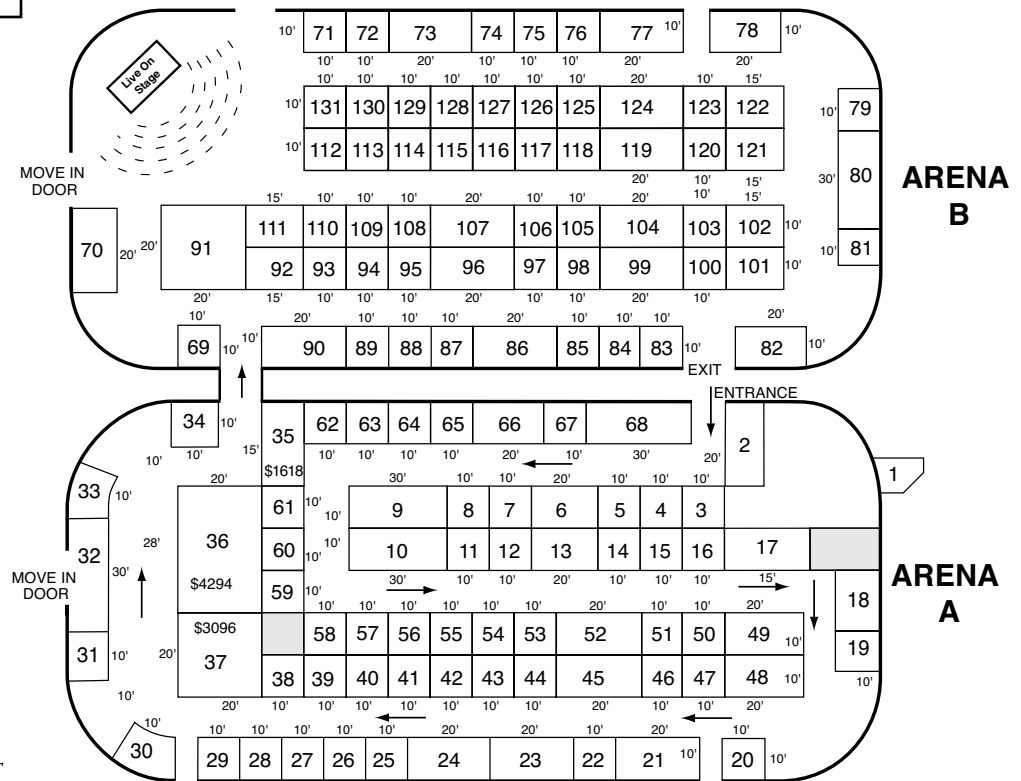 10' 71 72 73 74 75 76 77 10' 78 10'
10' 10' 20' 10' 10' 10' 20' 20'
10' 10' 10' 10' 10' 10' 10' 20' 10' 15'
Live On
Stage
10' 131 130 129 128 127 126 125 124 123 122 10' 79
10' 112 113 114 115 116 117 118 119 120 121
MOVE IN
DOOR
30' 80
ARENA
B
20' 10' 15'
15' 10' 10' 10' 20' 10' 10' 20' 10' 15'
111 110 109 108 107 106 105 104 103 102 10'
70 20' 20' 91
10' 81
92 93 94 95 96 97 98 99 100 101 10'
20' 15' 10' 10' 10' 20' 10' 10' 20' 10'
10' 20' 10' 10' 10' 20' 10' 10' 10' 20'
69 10' 10' 90 89 88 87 86 85 84 83 10' 82 10'
EXIT
ENTRANCE
34 10' 35 62 63 64 65 66 67 68 2
10' 15' 10' 10' 10' 10' 20' 10' 30' 20'
10' $1618
20' 30' 10' 10' 20' 10' 10' 10'
1
33 10' 61 10' 10' 9 8 7 6 5 4 3
32 28' 36 60 10' 10' 10 11 12 13 14 15 16 17
MOVE IN
DOOR
30' $4294 59 10' 30' 10' 10' 20' 10' 10' 10' 15'
ARENA
A
18
10' 10' 10' 10' 10' 10' 20' 10' 10' 20'
$3096
58 57 56 55 54 53 52 51 50 49 10'
31 10' 20' 37 19
38 39 40 41 42 43 44 45 46 47 48 10' 10'
10'
20' 10' 10' 10' 10' 10' 10' 10' 20' 10' 10' 20'
10' 10' 10' 10' 10' 10' 20' 20' 10' 20' 10'
30 29 28 27 26 25 24 23 22 21 10' 20 10'